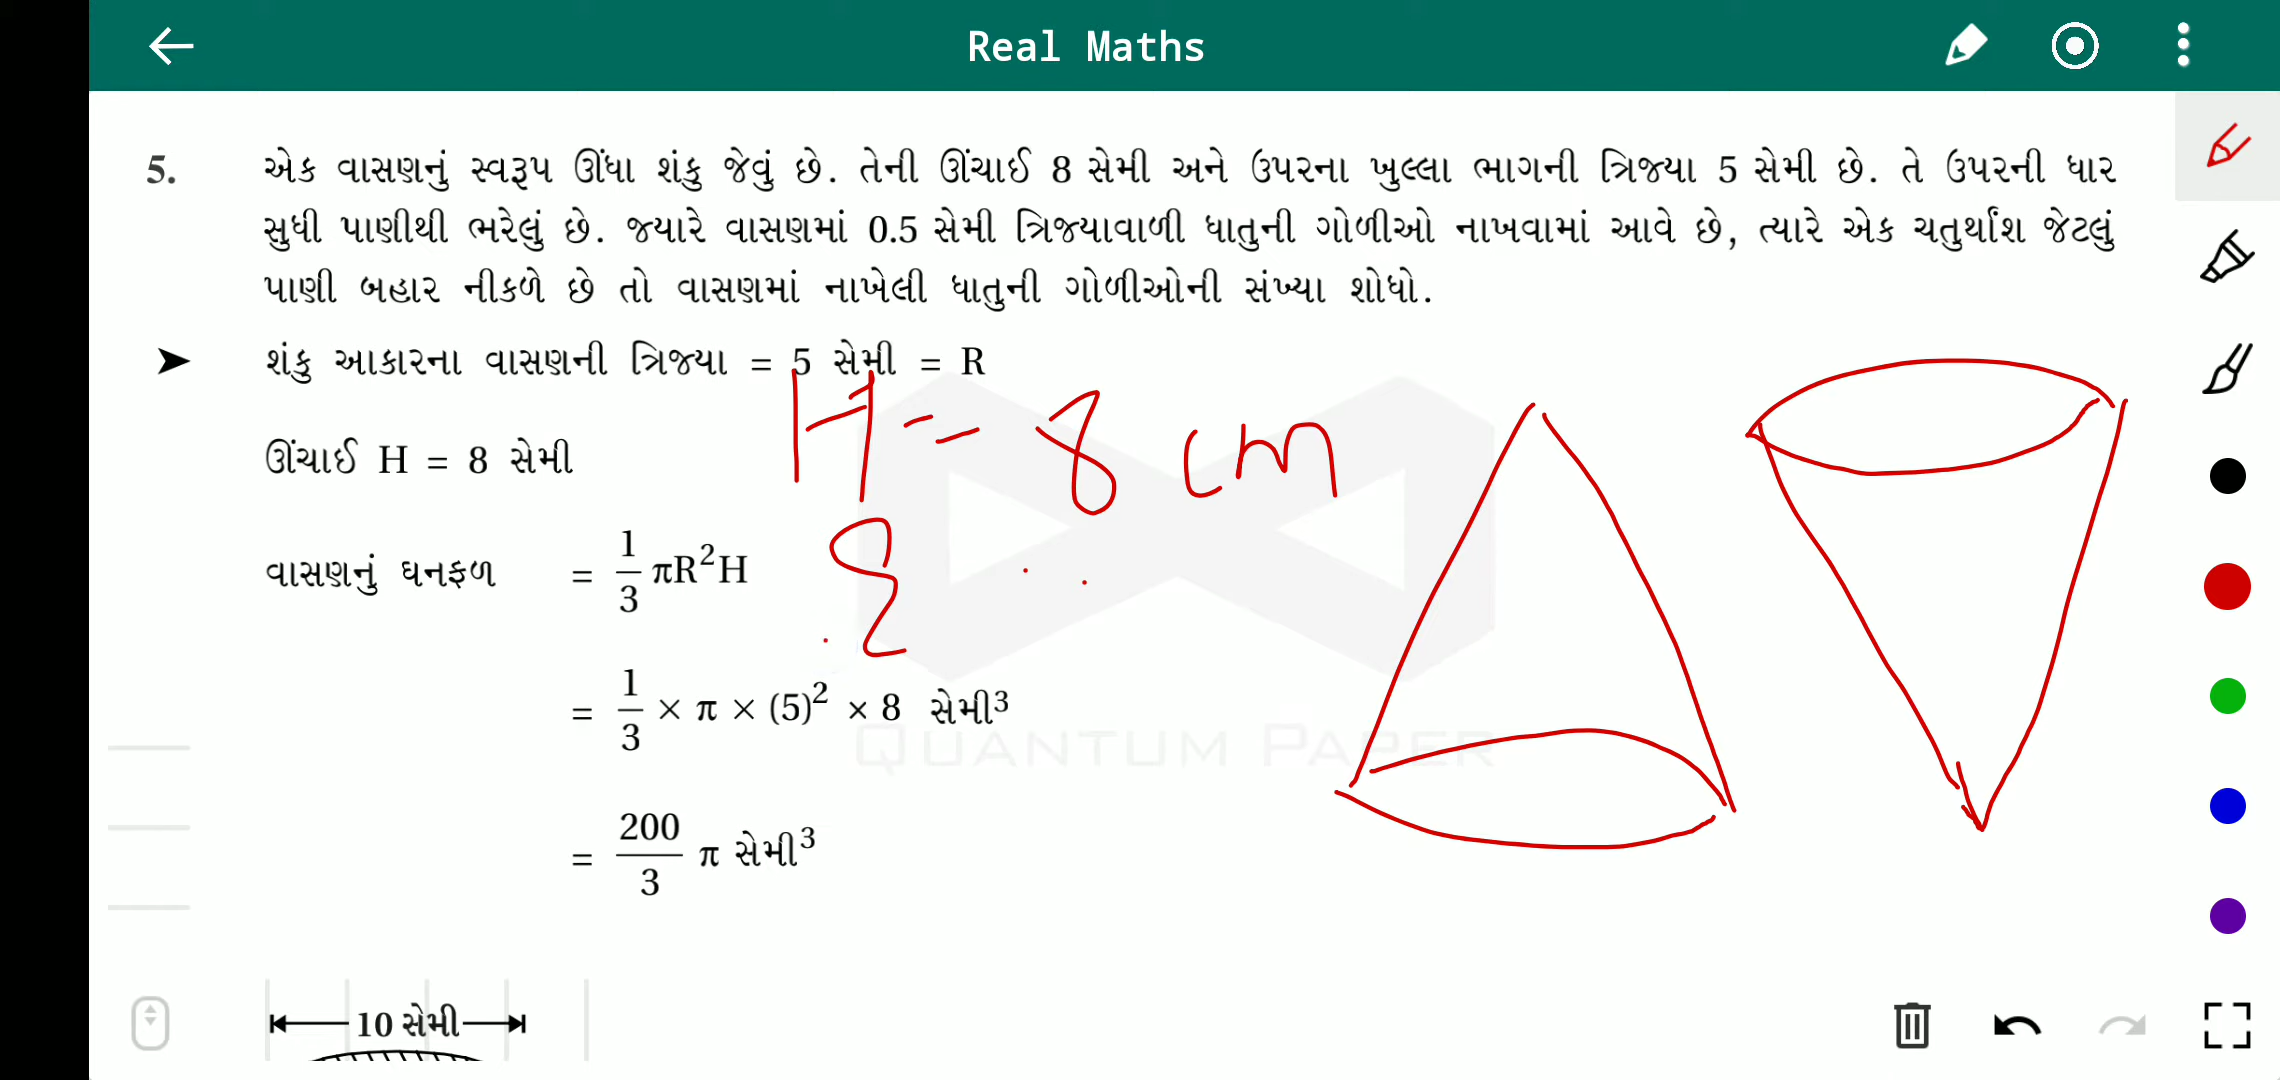 Real Maths
5. એક વાસણનું સ્વરૂપ ઊંધા શંકુ જેવું છે. તેની ઊંચાઈ 8 સેમી અને ઉપરના ખુલ્લા ભાગની ત્રિજ્યા 5 સેમી છે. તે ઉપરની ધાર
સુધી પાણીથી ભરેલું છે. જ્યારે વાસણમાં 0.5 સેમી ત્રિજ્યાવાળી ધાતુની ગોળીઓ નાખવામાં આવે છે, ત્યારે એક ચતુર્થાંશ જેટલું
પાણી બહાર નીકળે છે તો વાસણમાં નાખેલી ધાતુની ગોળીઓની સંખ્યા શોધો.
➤ શંકુ આકારના વાસણની ત્રિજ્યા = 5 સેમી = R
H = 8 cm
ઊંચાઈ H = 8 સેમી
વાસણનું ઘનફળ = 1/3 πR²H
= 1/3 × π × (5)² × 8 સેમી³
QUANTUM PAPER
= 200/3 π સેમી³
10 સેમી